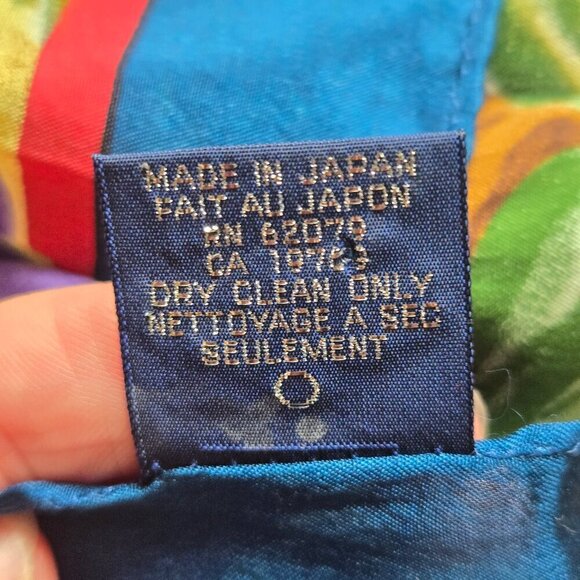 MADE IN JAPAN
FAIT AU JAPON
RN 62079
CA
DRY CLEAN ONLY
NETTOYAGE A SEC
SEULEMENT